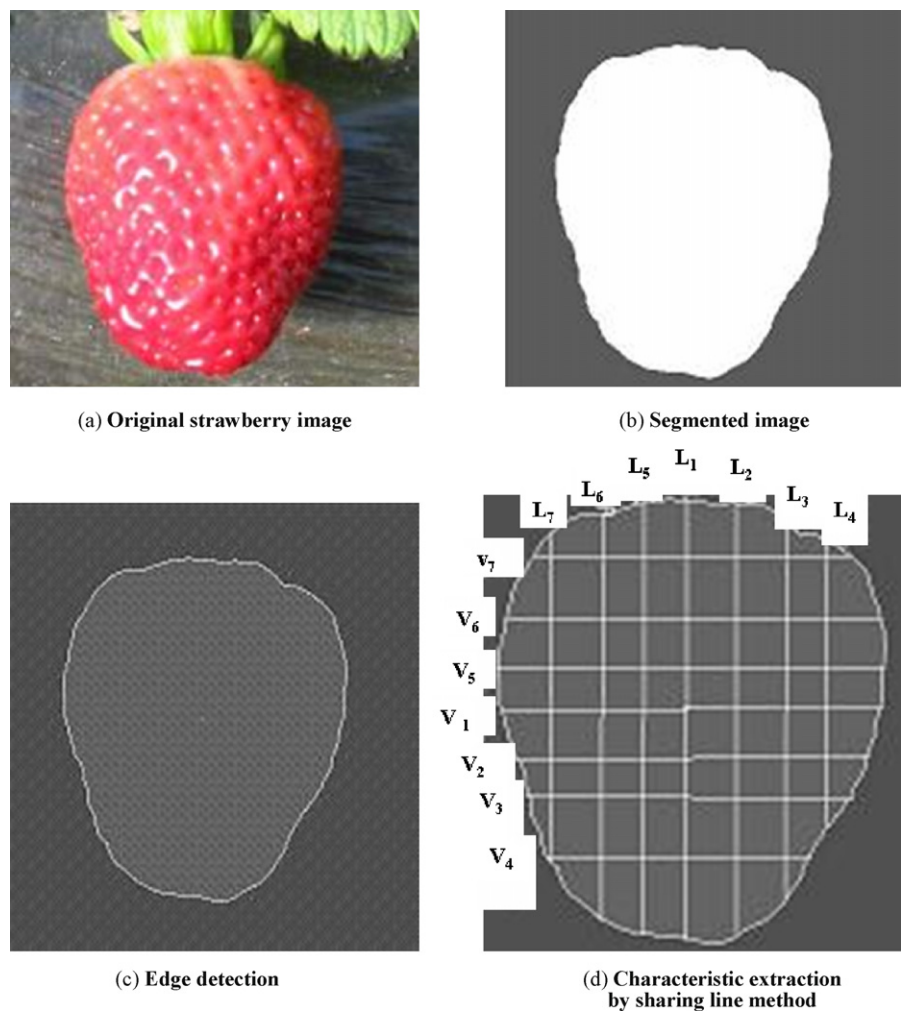 (a) Original strawberry image
(b) Segmented image
L₇ L₆ L₅ L₁ L₂ L₃ L₄
v₇
V₆
V₅
V ₁
V₂
V₃
V₄
(c) Edge detection
(d) Characteristic extraction
by sharing line method